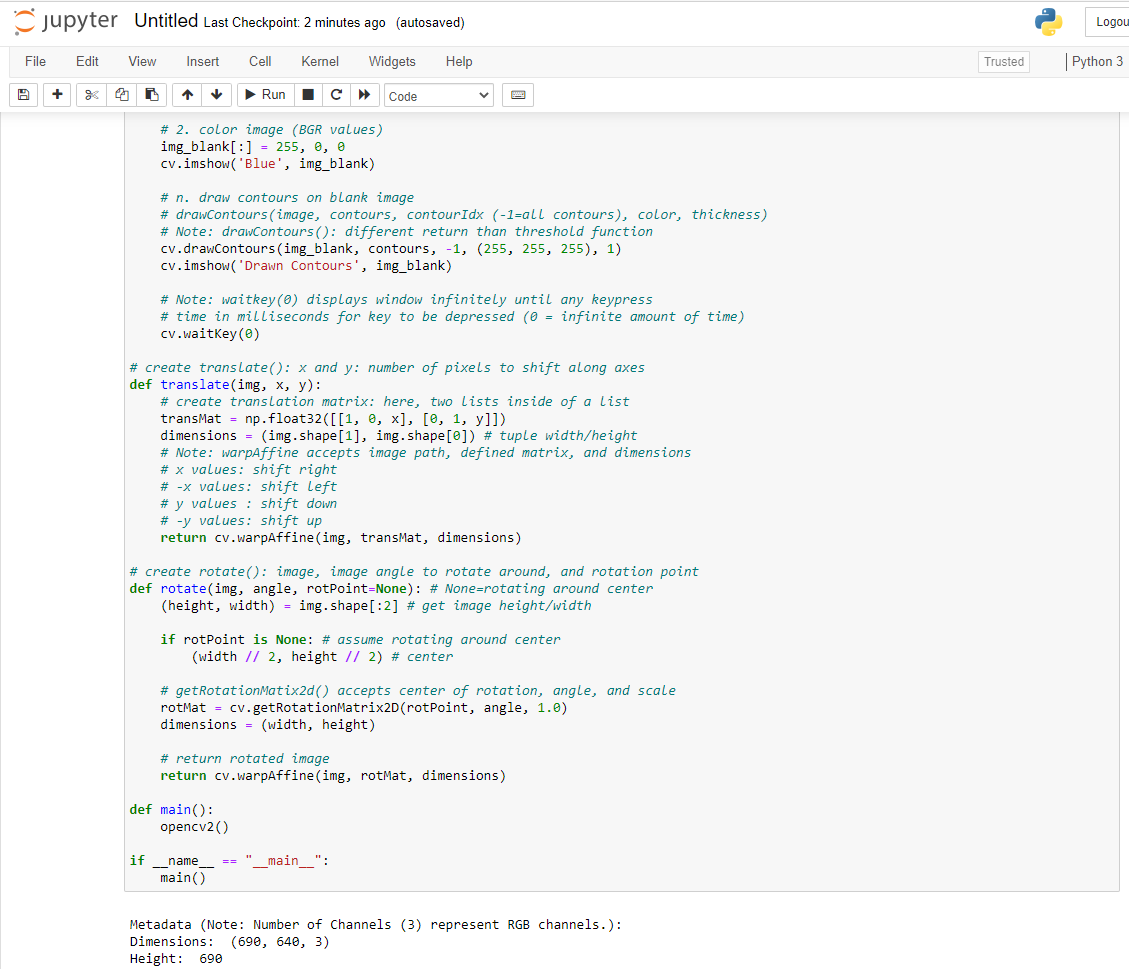 jupyter Untitled Last Checkpoint: 2 minutes ago (autosaved) Logou
File Edit View Insert Cell Kernel Widgets Help Trusted Python 3
Run Code
# 2. color image (BGR values)
img_blank[:] = 255, 0, 0
cv.imshow('Blue', img_blank)
# n. draw contours on blank image
# drawContours(image, contours, contourIdx (-1=all contours), color, thickness)
# Note: drawContours(): different return than threshold function
cv.drawContours(img_blank, contours, -1, (255, 255, 255), 1)
cv.imshow('Drawn Contours', img_blank)
# Note: waitkey(0) displays window infinitely until any keypress
# time in milliseconds for key to be depressed (0 = infinite amount of time)
cv.waitKey(0)
# create translate(): x and y: number of pixels to shift along axes
def translate(img, x, y):
# create translation matrix: here, two lists inside of a list
transMat = np.float32([[1, 0, x], [0, 1, y]])
dimensions = (img.shape[1], img.shape[0]) # tuple width/height
# Note: warpAffine accepts image path, defined matrix, and dimensions
# x values: shift right
# -x values: shift left
# y values : shift down
# -y values: shift up
return cv.warpAffine(img, transMat, dimensions)
# create rotate(): image, image angle to rotate around, and rotation point
def rotate(img, angle, rotPoint=None): # None=rotating around center
(height, width) = img.shape[:2] # get image height/width
if rotPoint is None: # assume rotating around center
(width // 2, height // 2) # center
# getRotationMatix2d() accepts center of rotation, angle, and scale
rotMat = cv.getRotationMatrix2D(rotPoint, angle, 1.0)
dimensions = (width, height)
# return rotated image
return cv.warpAffine(img, rotMat, dimensions)
def main():
opencv2()
if __name__ == "__main__":
main()
Metadata (Note: Number of Channels (3) represent RGB channels.):
Dimensions:  (690, 640, 3)
Height:  690